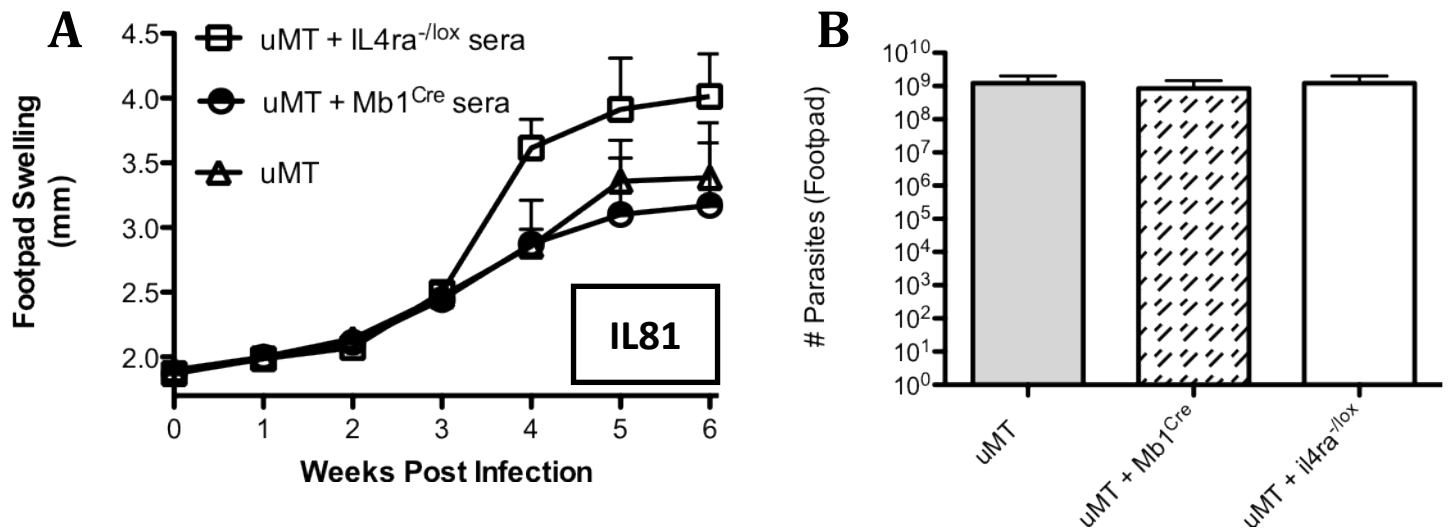 A
Footpad Swelling
(mm)
4.5
4.0
3.5
3.0
2.5
2.0
uMT + IL4ra-/lox sera
uMT + Mb1Cre sera
uMT
IL81
0 1 2 3 4 5 6
Weeks Post Infection
B
# Parasites (Footpad)
10^10
10^9
10^8
10^7
10^6
10^5
10^4
10^3
10^2
10^1
10^0
uMT
uMT + Mb1Cre
uMT + il4ra-/lox